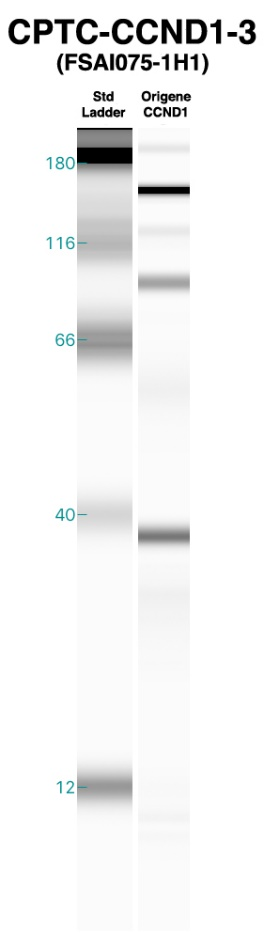 CPTC-CCND1-3
(FSAI075-1H1)
Std Ladder
Origene CCND1
180
116
66
40
12